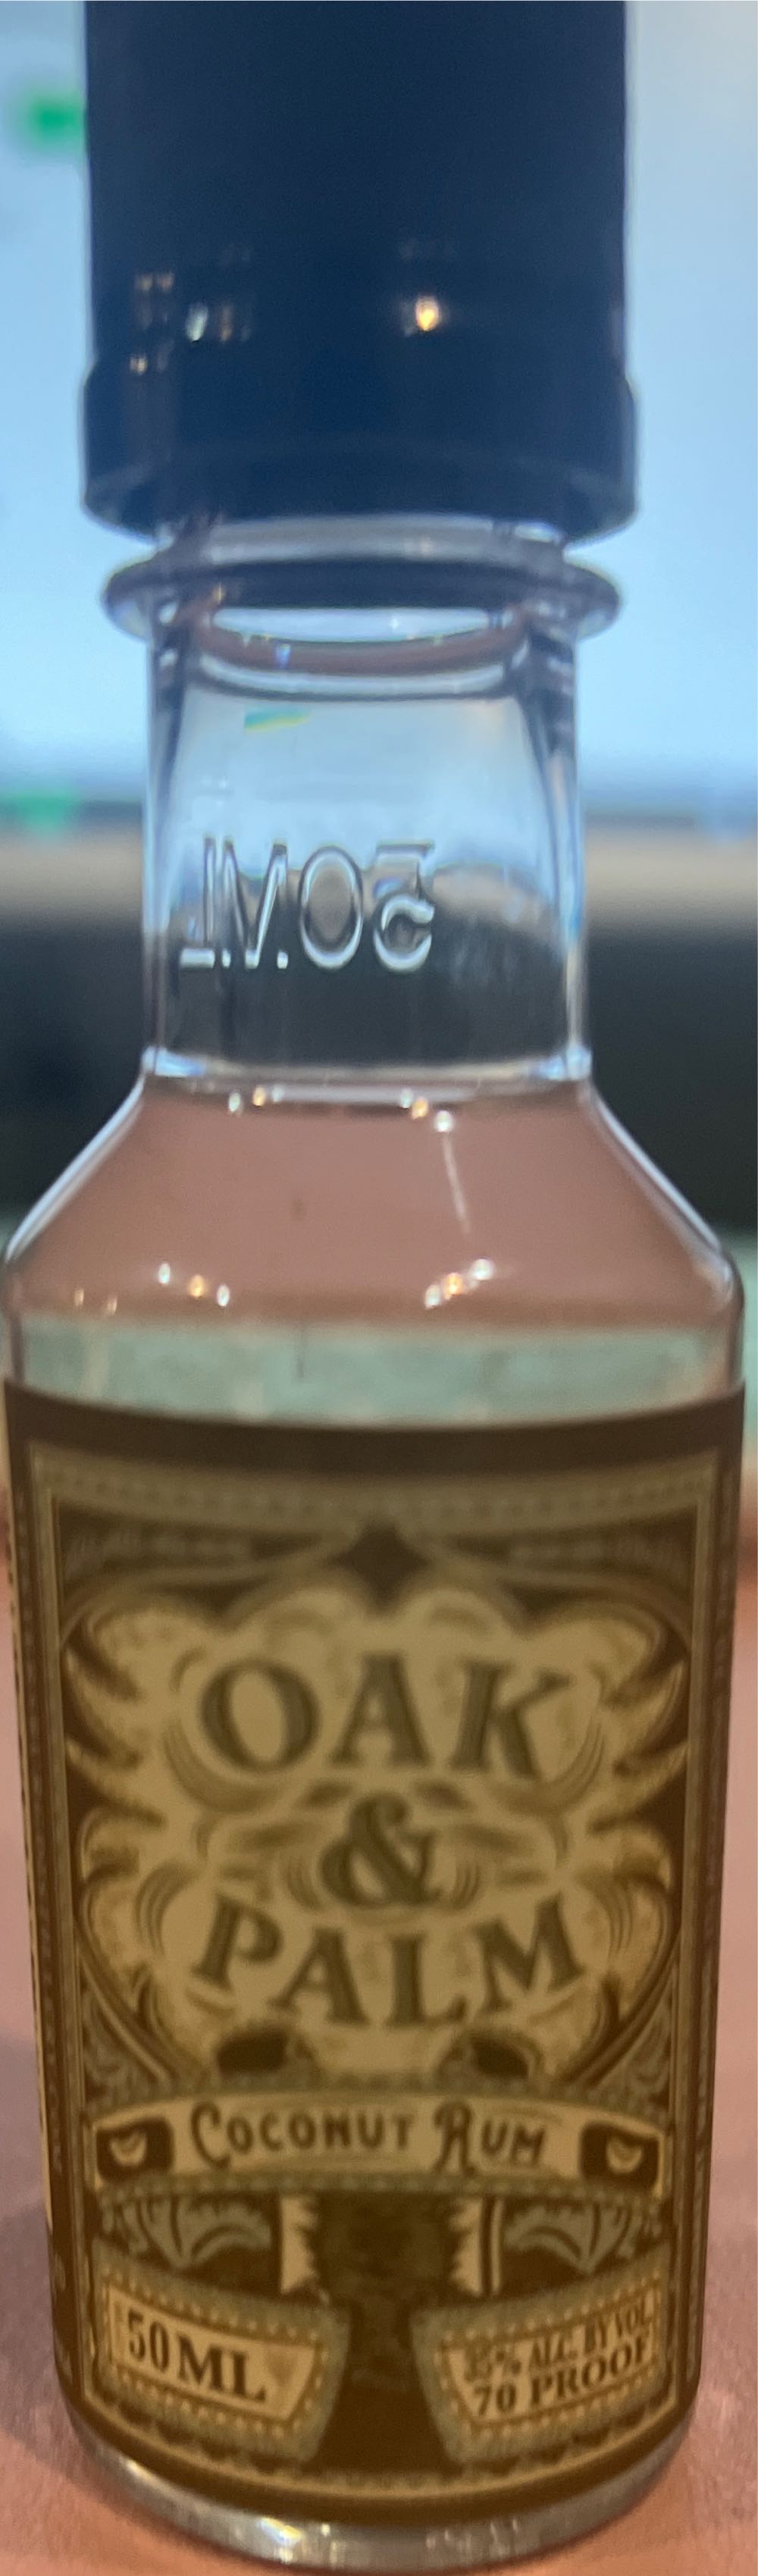 50ML
OAK
&
PALM
COCONUT RUM
50ML
35% ALC. BY VOL
70 PROOF